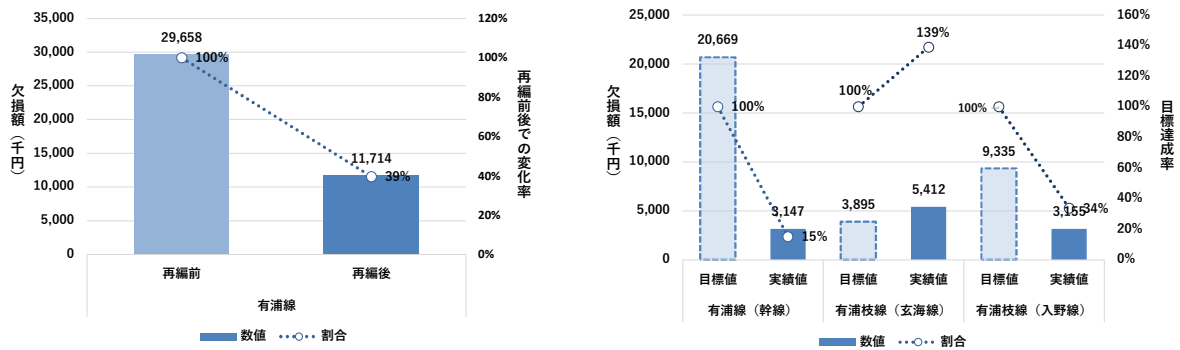 35,000
30,000
25,000
20,000
15,000
10,000
5,000
0
欠損額（千円）
29,658
100%
11,714
39%
120%
100%
80%
60%
40%
20%
0%
再編前後での変化率
再編前
再編後
有浦線
数値
割合
25,000
20,000
15,000
10,000
5,000
0
欠損額（千円）
20,669
100%
3,147
15%
3,895
100%
5,412
139%
9,335
100%
3,155
34%
160%
140%
120%
100%
80%
60%
40%
20%
0%
目標達成率
目標値
実績値
目標値
実績値
目標値
実績値
有浦線（幹線）
有浦枝線（玄海線）
有浦枝線（入野線）
数値
割合